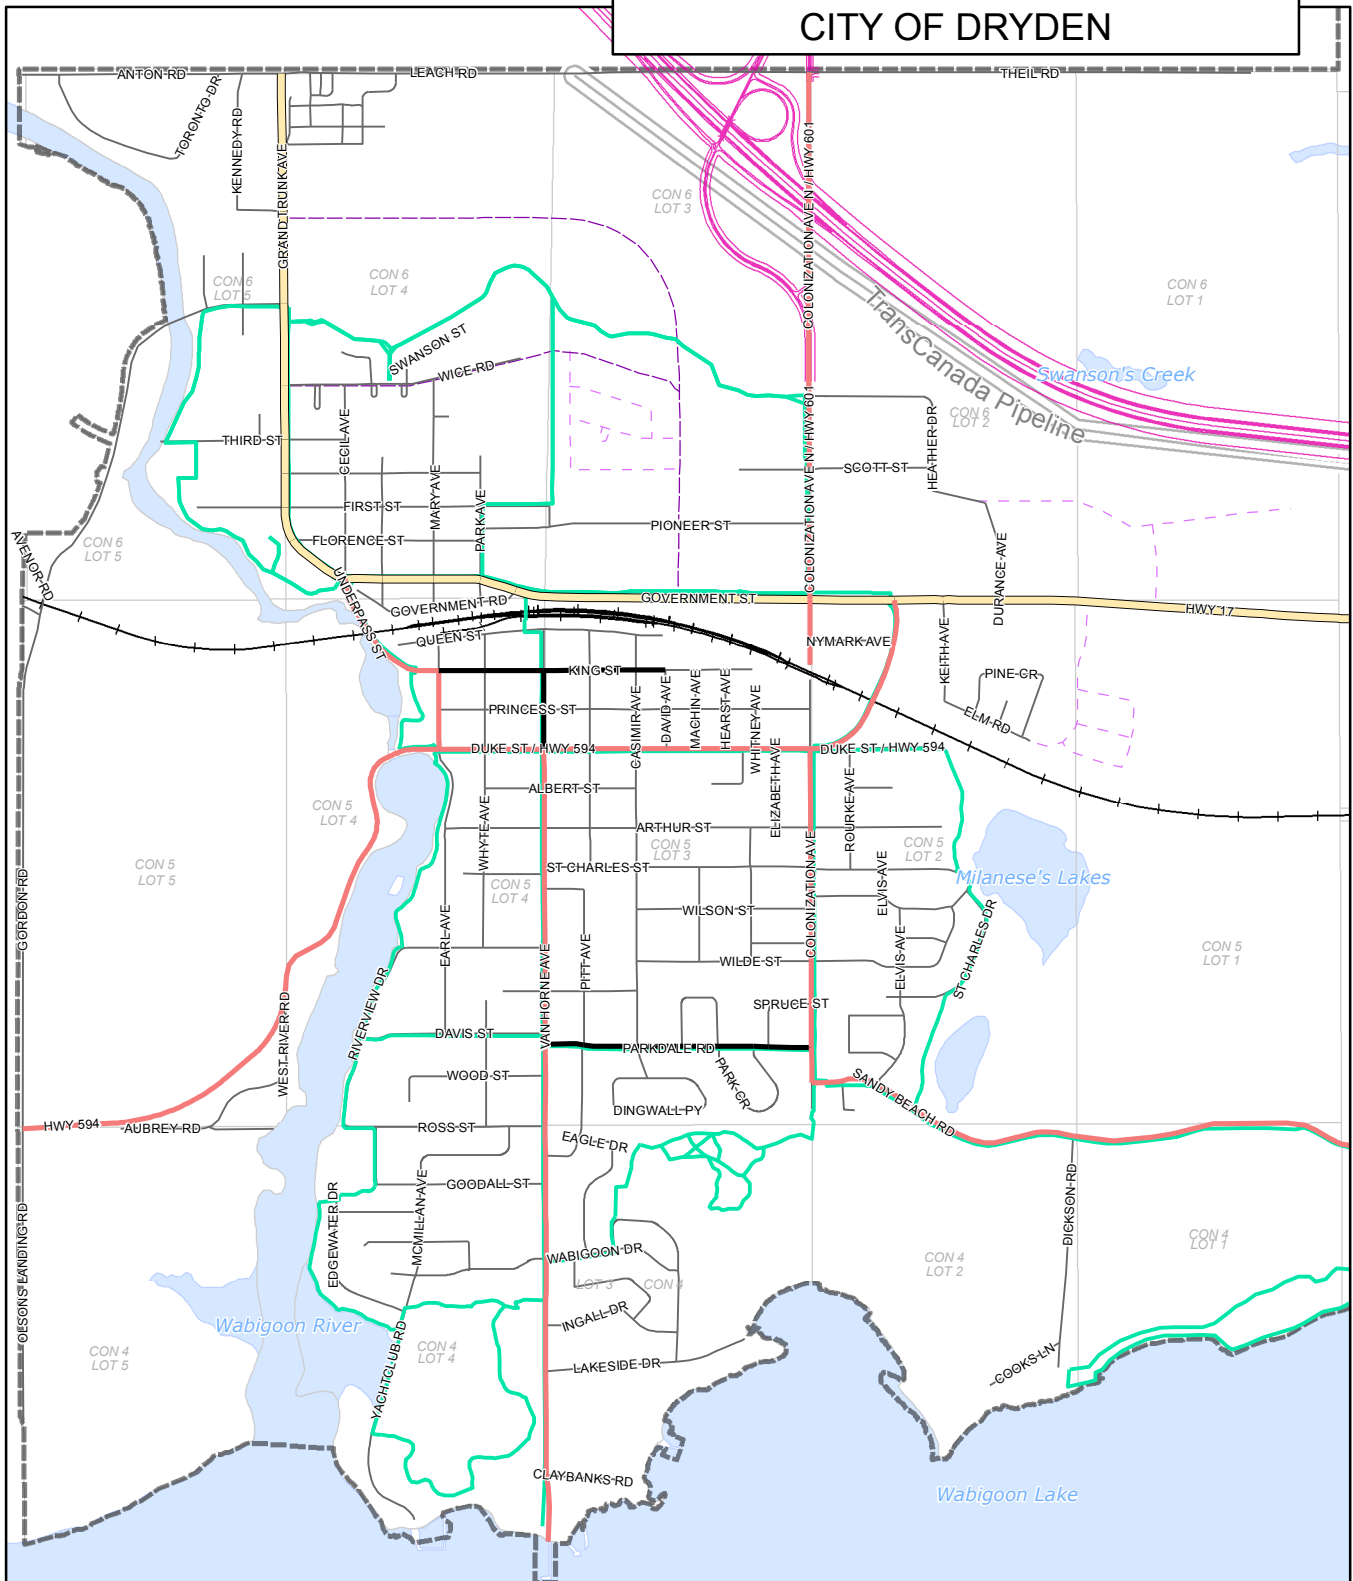 CITY OF DRYDEN
ANTON RD
LEACH RD
THEIL RD
TORONTO DR
KENNEDY RD
GRAND TRUNK AVE
COLONIZATION AVE N / HWY 601
CON 6
LOT 3
CON 6
LOT 5
CON 6
LOT 4
CON 6
LOT 1
TransCanada Pipeline
SWANSON ST
WICE RD
Swanson's Creek
CON 6
LOT 2
COLONIZATION AVE N / HWY 601
HEATHER DR
THIRD ST
CECIL AVE
MARY AVE
PARK AVE
SCOTT ST
FIRST ST
PIONEER ST
FLORENCE ST
CON 6
LOT 5
AVENOR RD
DURANCE AVE
UNDERPASS ST
GOVERNMENT RD
GOVERNMENT ST
HWY 17
QUEEN ST
NYMARK AVE
KEITH AVE
KING ST
PINE CR
ELM RD
PRINCESS ST
CASIMIR AVE
DAVID AVE
MACHIN AVE
HEARST AVE
WHITNEY AVE
DUKE ST / HWY 594
DUKE ST / HWY 594
ELIZABETH AVE
ROURKE AVE
ALBERT ST
WHYTE AVE
ARTHUR ST
CON 5
LOT 4
CON 5
LOT 3
CON 5
LOT 2
CON 5
LOT 5
ST CHARLES ST
CON 5
LOT 4
COLONIZATION AVE
ELVIS AVE
Milanese's Lakes
GORDON RD
EARL AVE
WILSON ST
ELVIS AVE
ST CHARLES DR
CON 5
LOT 1
VAN HORNE AVE
PITT AVE
WILDE ST
RIVERVIEW DR
WEST RIVER RD
SPRUCE ST
DAVIS ST
PARKDALE RD
PARK CR
WOOD ST
SANDY BEACH RD
DINGWALL PY
HWY 594
AUBREY RD
ROSS ST
EAGLE DR
MCMILLAN AVE
GOODALL ST
DICKSON RD
EDGEWATER DR
OLSONS LANDING RD
WABIGOON DR
CON 4
LOT 1
CON 4
LOT 2
LOT 3
CON 4
INGALL DR
Wabigoon River
YACHTCLUB RD
CON 4
LOT 4
CON 4
LOT 5
LAKESIDE DR
COOKS LN
CLAYBANKS RD
Wabigoon Lake